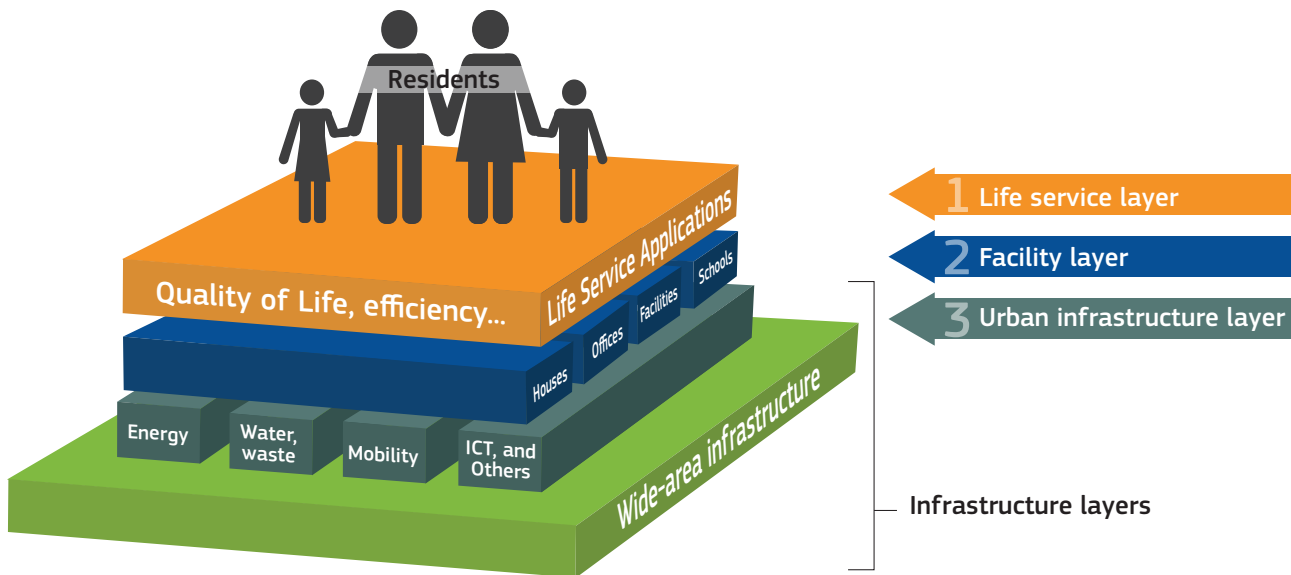 Residents
Quality of Life, efficiency...
Life Service Applications
Houses
Offices
Facilities
Schools
Energy
Water,
waste
Mobility
ICT, and
Others
Wide-area infrastructure
1 Life service layer
2 Facility layer
3 Urban infrastructure layer
Infrastructure layers